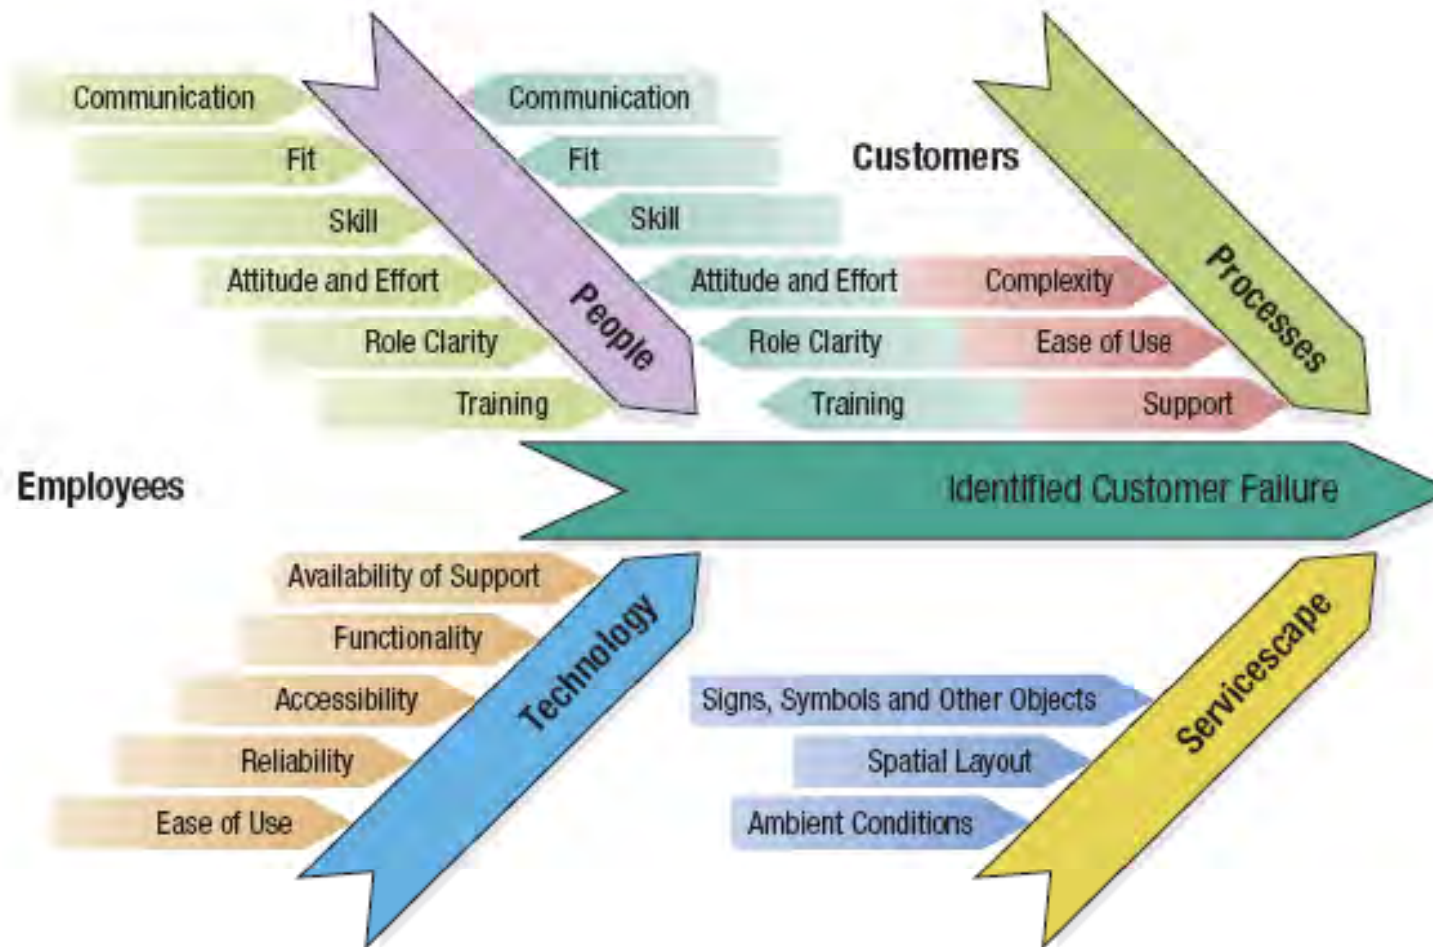 Communication
Communication
Fit
Fit
Customers
Skill
Skill
Attitude and Effort
Attitude and Effort
Complexity
Role Clarity
Role Clarity
Ease of Use
Training
Training
Support
People
Processes
Employees
Identified Customer Failure
Availability of Support
Functionality
Accessibility
Reliability
Ease of Use
Technology
Signs, Symbols and Other Objects
Spatial Layout
Ambient Conditions
Servicescape